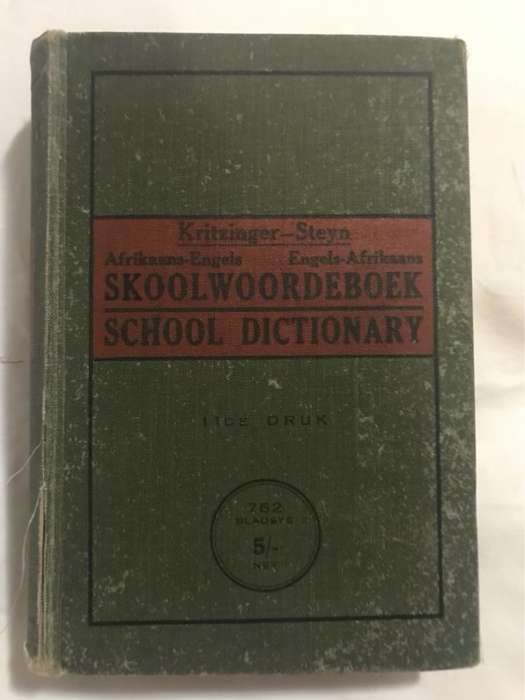 Kritzinger—Steyn
Afrikaans-Engels Engels-Afrikaans
SKOOLWOORDEBOEK
SCHOOL DICTIONARY
11DE DRUK
762
BLADSYE
5/-
NET